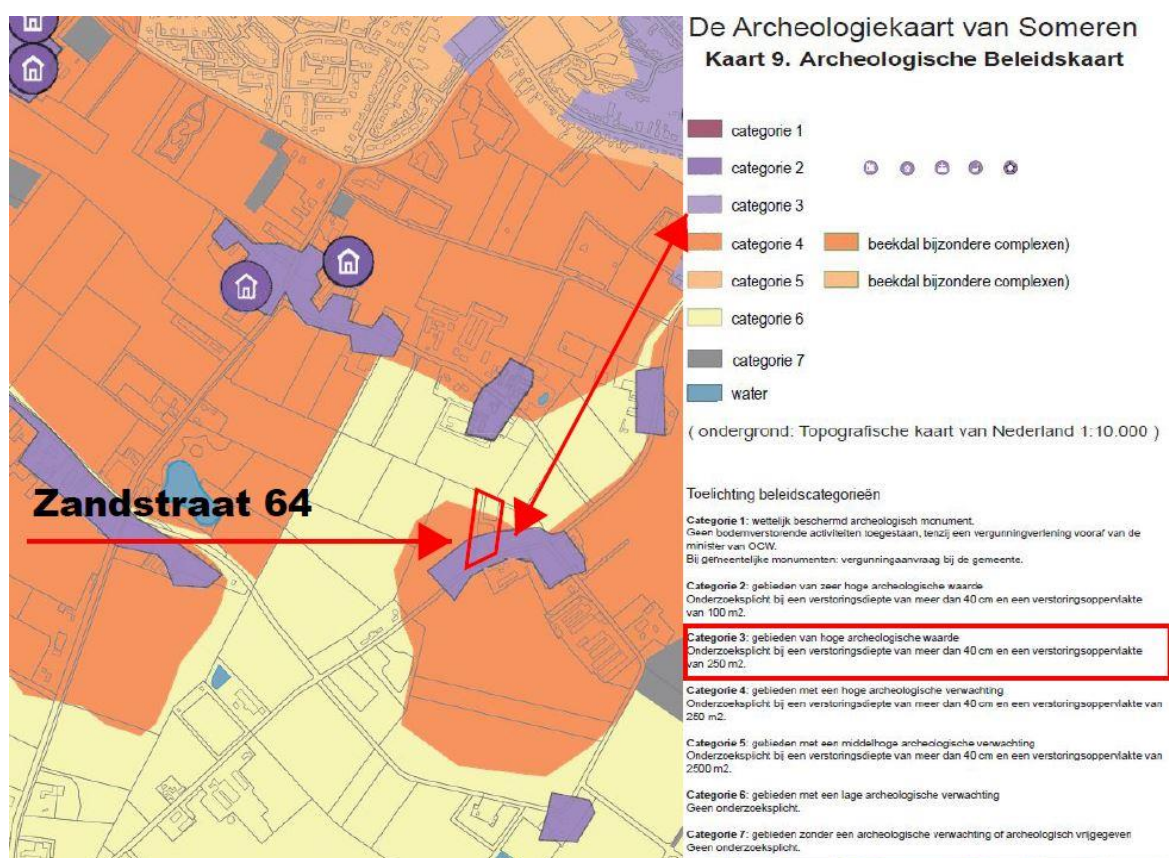 De Archeologiekaart van Someren
Kaart 9. Archeologische Beleidskaart
categorie 1
categorie 2
categorie 3
categorie 4
beekdal bijzondere complexen)
categorie 5
beekdal bijzondere complexen)
categorie 6
categorie 7
water
( ondergrond: Topografische kaart van Nederland 1:10.000 )
Zandstraat 64
Toelichting beleidscategorieën
Categorie 1: wettelijk beschermd archeologisch monument.
Geen bodemverstorende activiteiten toegestaan, tenzij een vergunningverlening vooraf van de
minister van OCW.
Bij gemeentelijke monumenten: vergunningaanvraag bij de gemeente.
Categorie 2: gebieden van zeer hoge archeologische waarde
Onderzoeksplicht bij een verstoringsdiepte van meer dan 40 cm en een verstoringsoppervlakte
van 100 m2.
Categorie 3: gebieden van hoge archeologische waarde
Onderzoeksplicht bij een verstoringsdiepte van meer dan 40 cm en een verstoringsoppervlakte
van 250 m2.
Categorie 4: gebieden met een hoge archeologische verwachting
Onderzoeksplicht bij een verstoringsdiepte van meer dan 40 cm en een verstoringsoppervlakte van
250 m2.
Categorie 5: gebieden met een middelhoge archeologische verwachting
Onderzoeksplicht bij een verstoringsdiepte van meer dan 40 cm en een verstoringsoppervlakte van
2500 m2.
Categorie 6: gebieden met een lage archeologische verwachting
Geen onderzoeksplicht.
Categorie 7: gebieden zonder een archeologische verwachting of archeologisch vrijgegeven
Geen onderzoeksplicht.